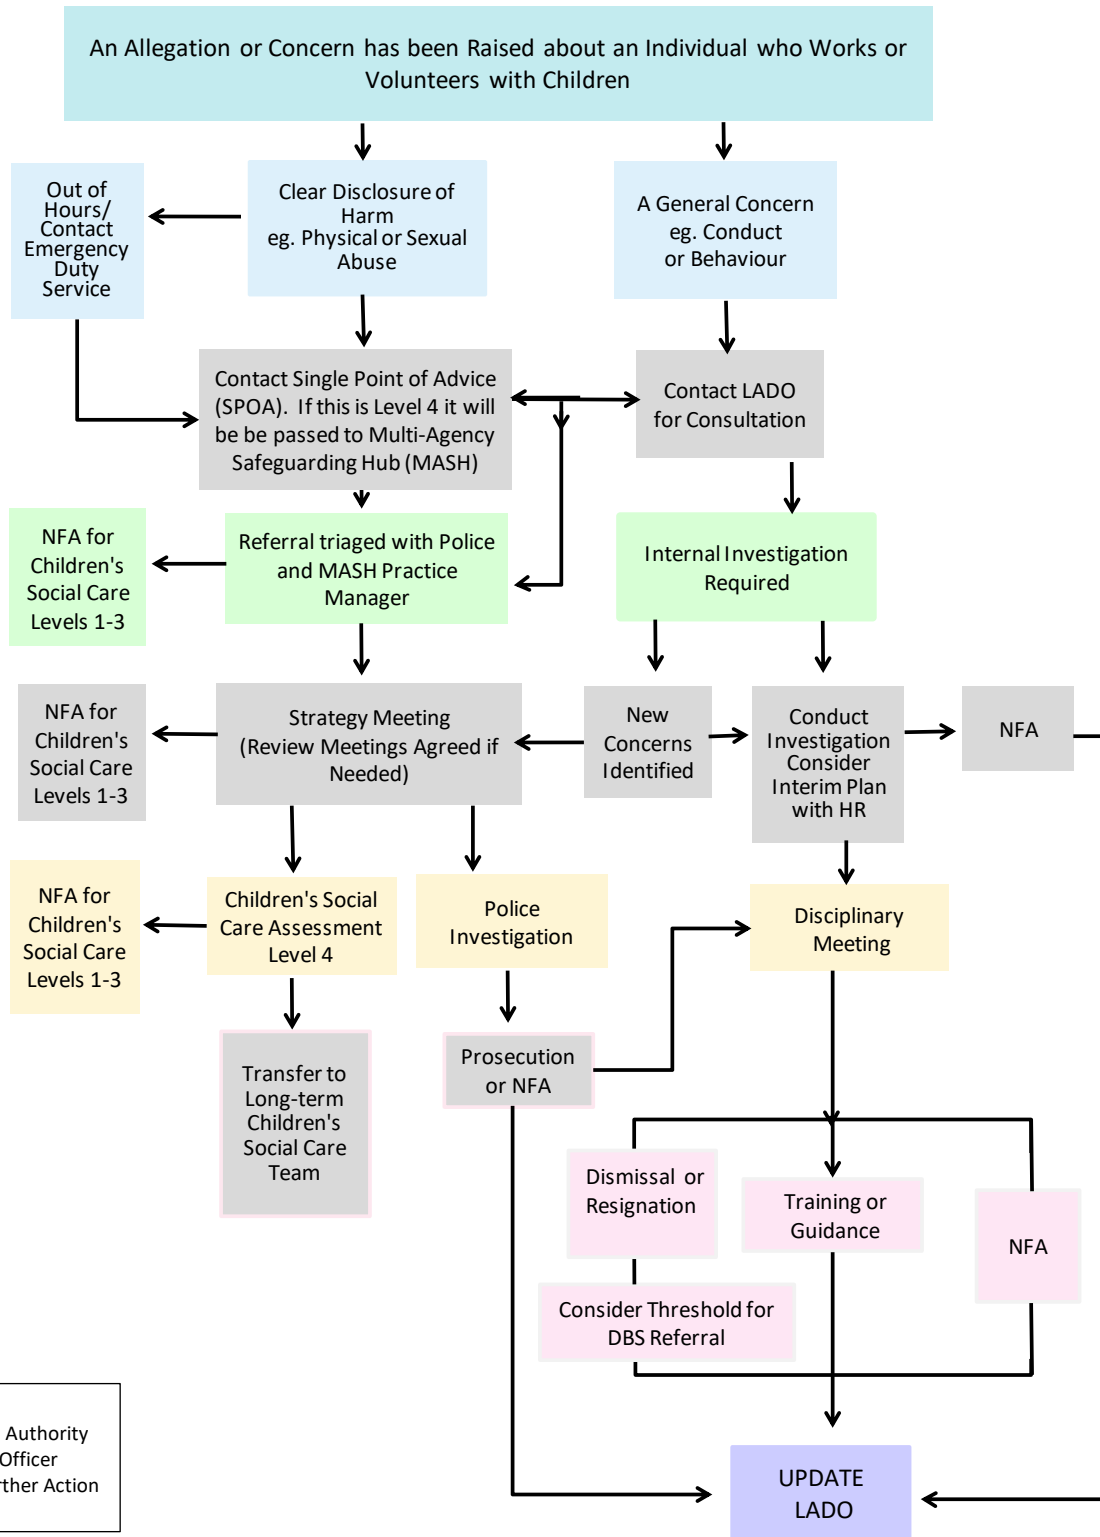 An Allegation or Concern has been Raised about an Individual who Works or
Volunteers with Children
Out of
Hours/
Contact
Emergency
Duty
Service
Clear Disclosure of
Harm
eg. Physical or Sexual
Abuse
A General Concern
eg. Conduct
or Behaviour
Contact Single Point of Advice
(SPOA). If this is Level 4 it will
be be passed to Multi-Agency
Safeguarding Hub (MASH)
Contact LADO
for Consultation
NFA for
Children's
Social Care
Levels 1-3
Referral triaged with Police
and MASH Practice
Manager
Internal Investigation
Required
NFA for
Children's
Social Care
Levels 1-3
Strategy Meeting
(Review Meetings Agreed if
Needed)
New
Concerns
Identified
Conduct
Investigation
Consider
Interim Plan
with HR
NFA
NFA for
Children's
Social Care
Levels 1-3
Children's Social
Care Assessment
Level 4
Police
Investigation
Disciplinary
Meeting
Transfer to
Long-term
Children's
Social Care
Team
Prosecution
or NFA
Dismissal or
Resignation
Training or
Guidance
NFA
Consider Threshold for
DBS Referral
Authority
Officer
rther Action
UPDATE
LADO